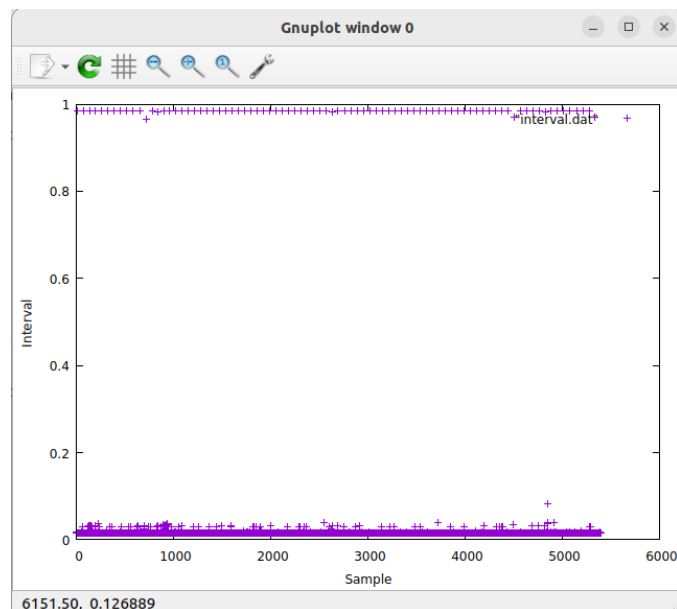 Gnuplot window 0
1
"interval.dat"
0.8
0.6
Interval
0.4
0.2
0
0 1000 2000 3000 4000 5000 6000
Sample
6151.50, 0.126889